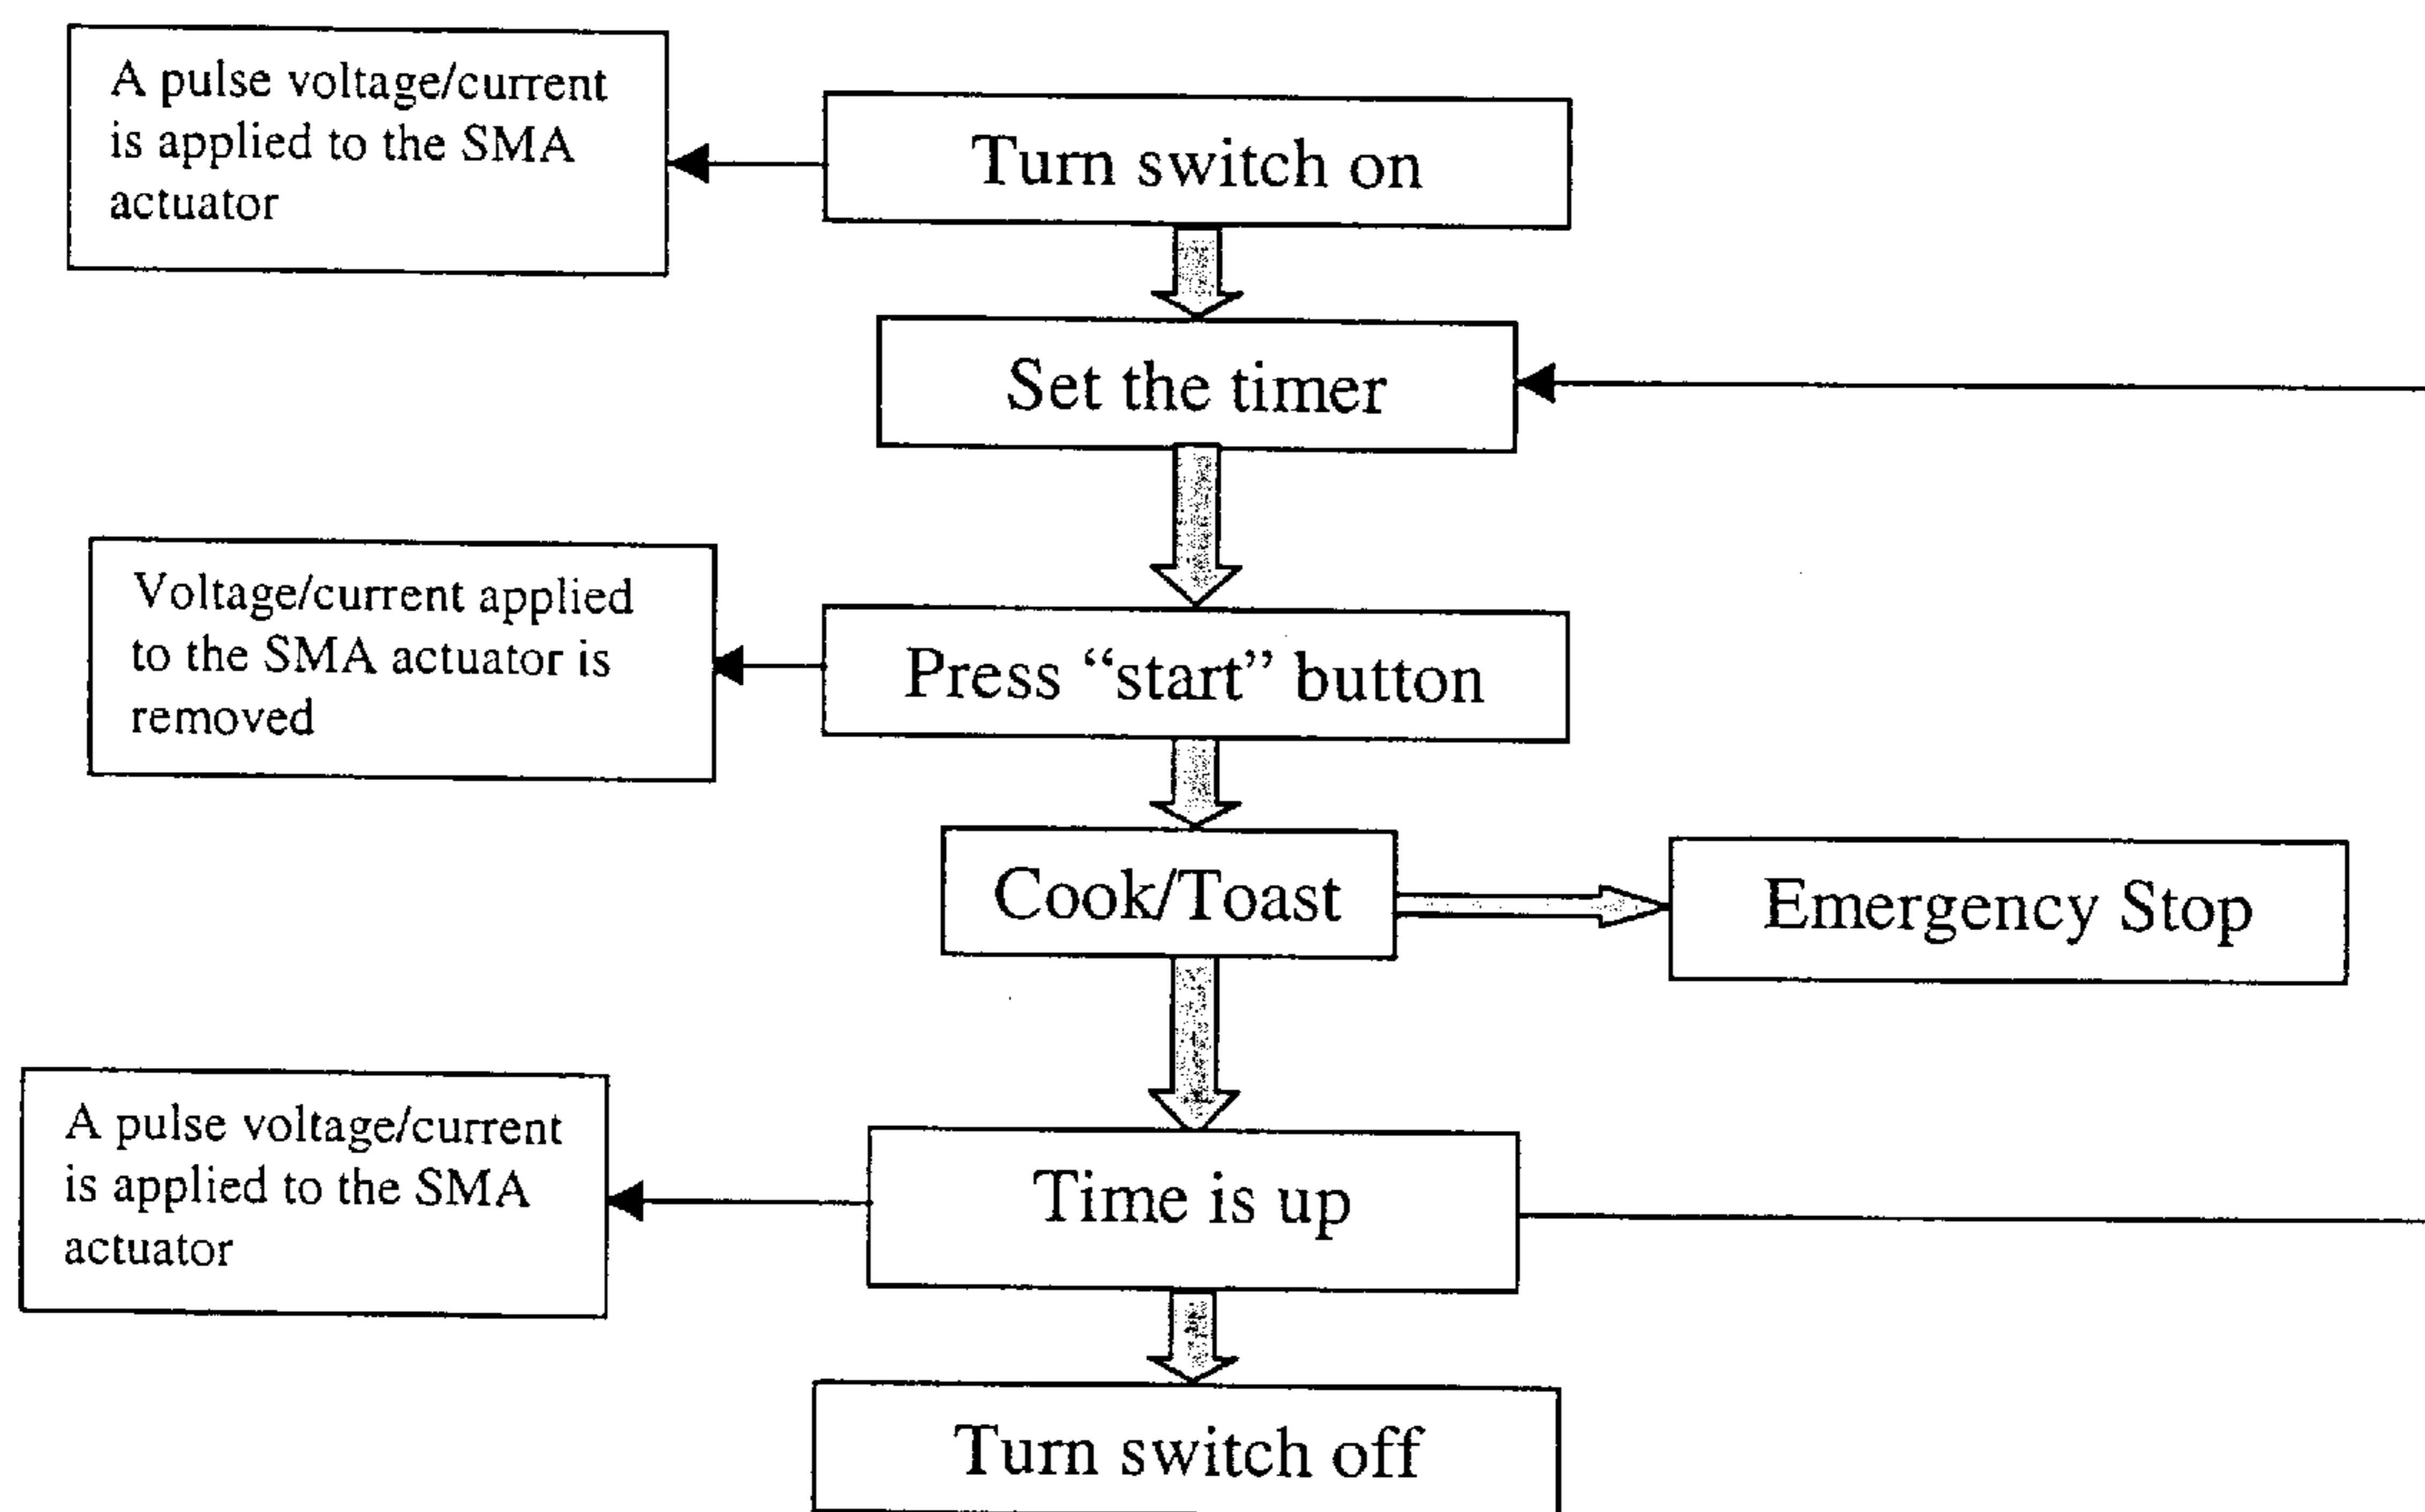 A pulse voltage/current
is applied to the SMA
actuator
Turn switch on
Set the timer
Voltage/current applied
to the SMA actuator is
removed
Press “start” button
Cook/Toast
Emergency Stop
A pulse voltage/current
is applied to the SMA
actuator
Time is up
Turn switch off